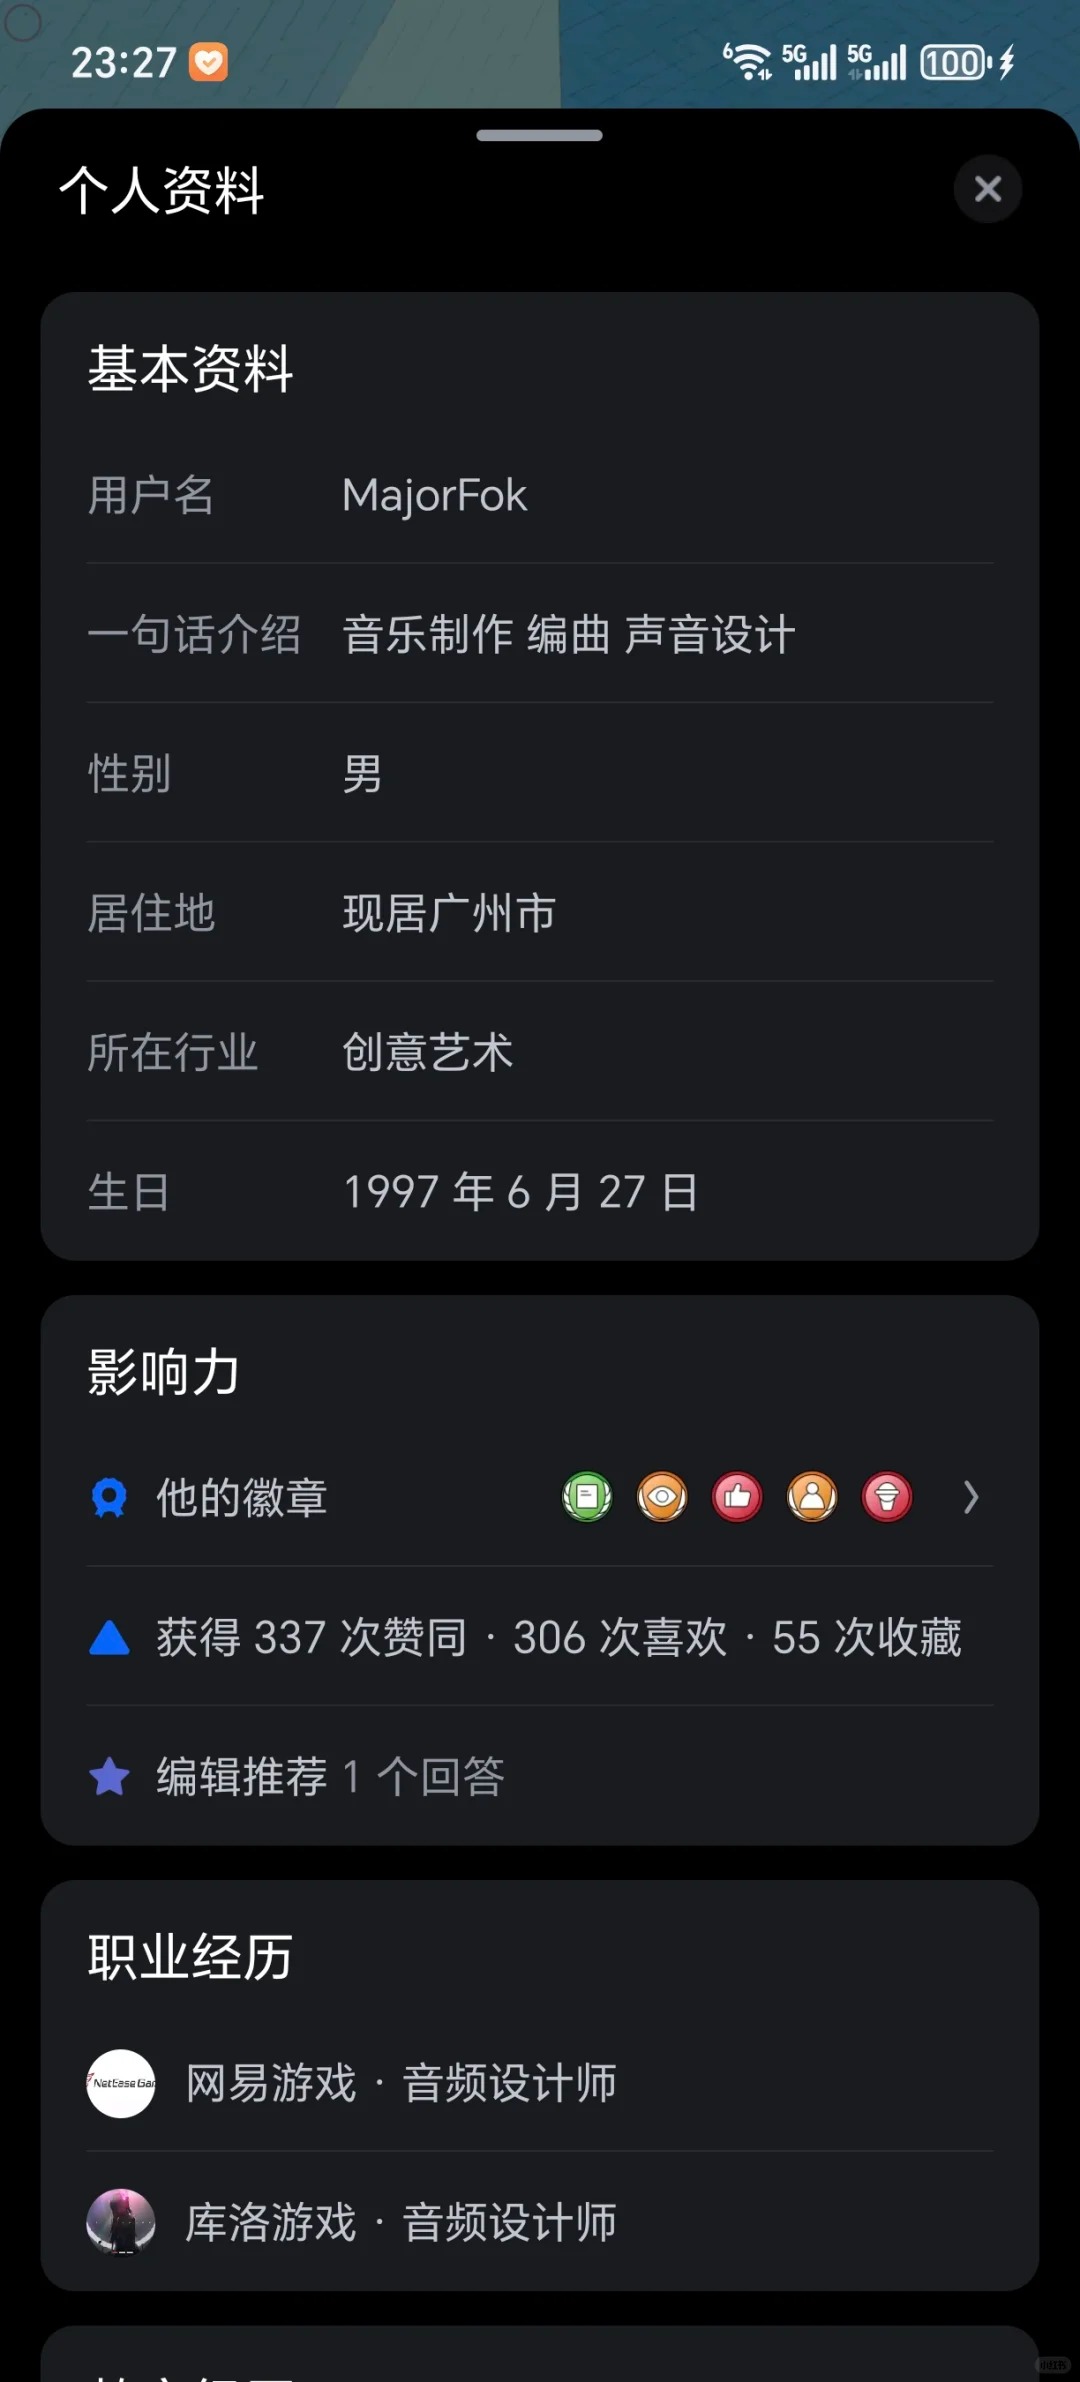 23:27
6 5G 5G 100
个人资料
基本资料
用户名 MajorFok
一句话介绍 音乐制作 编曲 声音设计
性别 男
居住地 现居广州市
所在行业 创意艺术
生日 1997 年 6 月 27 日
影响力
他的徽章
获得 337 次赞同 · 306 次喜欢 · 55 次收藏
编辑推荐 1 个回答
职业经历
NetEase Gam
网易游戏 · 音频设计师
库洛游戏 · 音频设计师